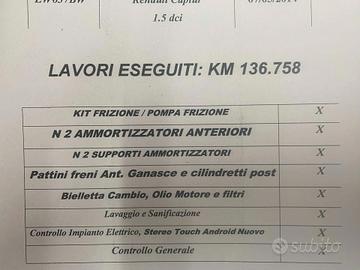 Renault Captur
1.5 dci
LAVORI ESEGUITI: KM 136.758
KIT FRIZIONE / POMPA FRIZIONE X
N 2 AMMORTIZZATORI ANTERIORI X
N 2 SUPPORTI AMMORTIZZATORI X
Pattini freni Ant. Ganasce e cilindretti post X
Bielletta Cambio, Olio Motore e filtri X
Lavaggio e Sanificazione X
Controllo Impianto Elettrico, Stereo Touch Android Nuovo X
Controllo Generale X
subito